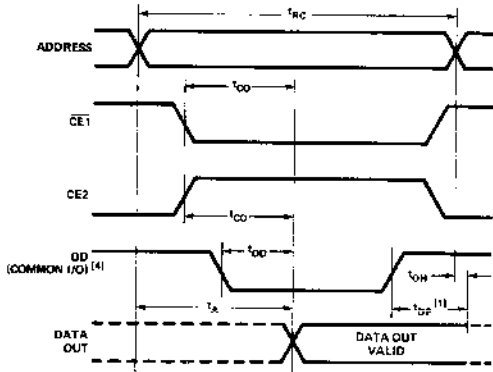 tRC
ADDRESS
tCO
CE1
CE2
tCO
OD
(COMMON I/O) [4]
tOD
tOH
tA
tDF [1]
DATA
OUT
DATA OUT
VALID